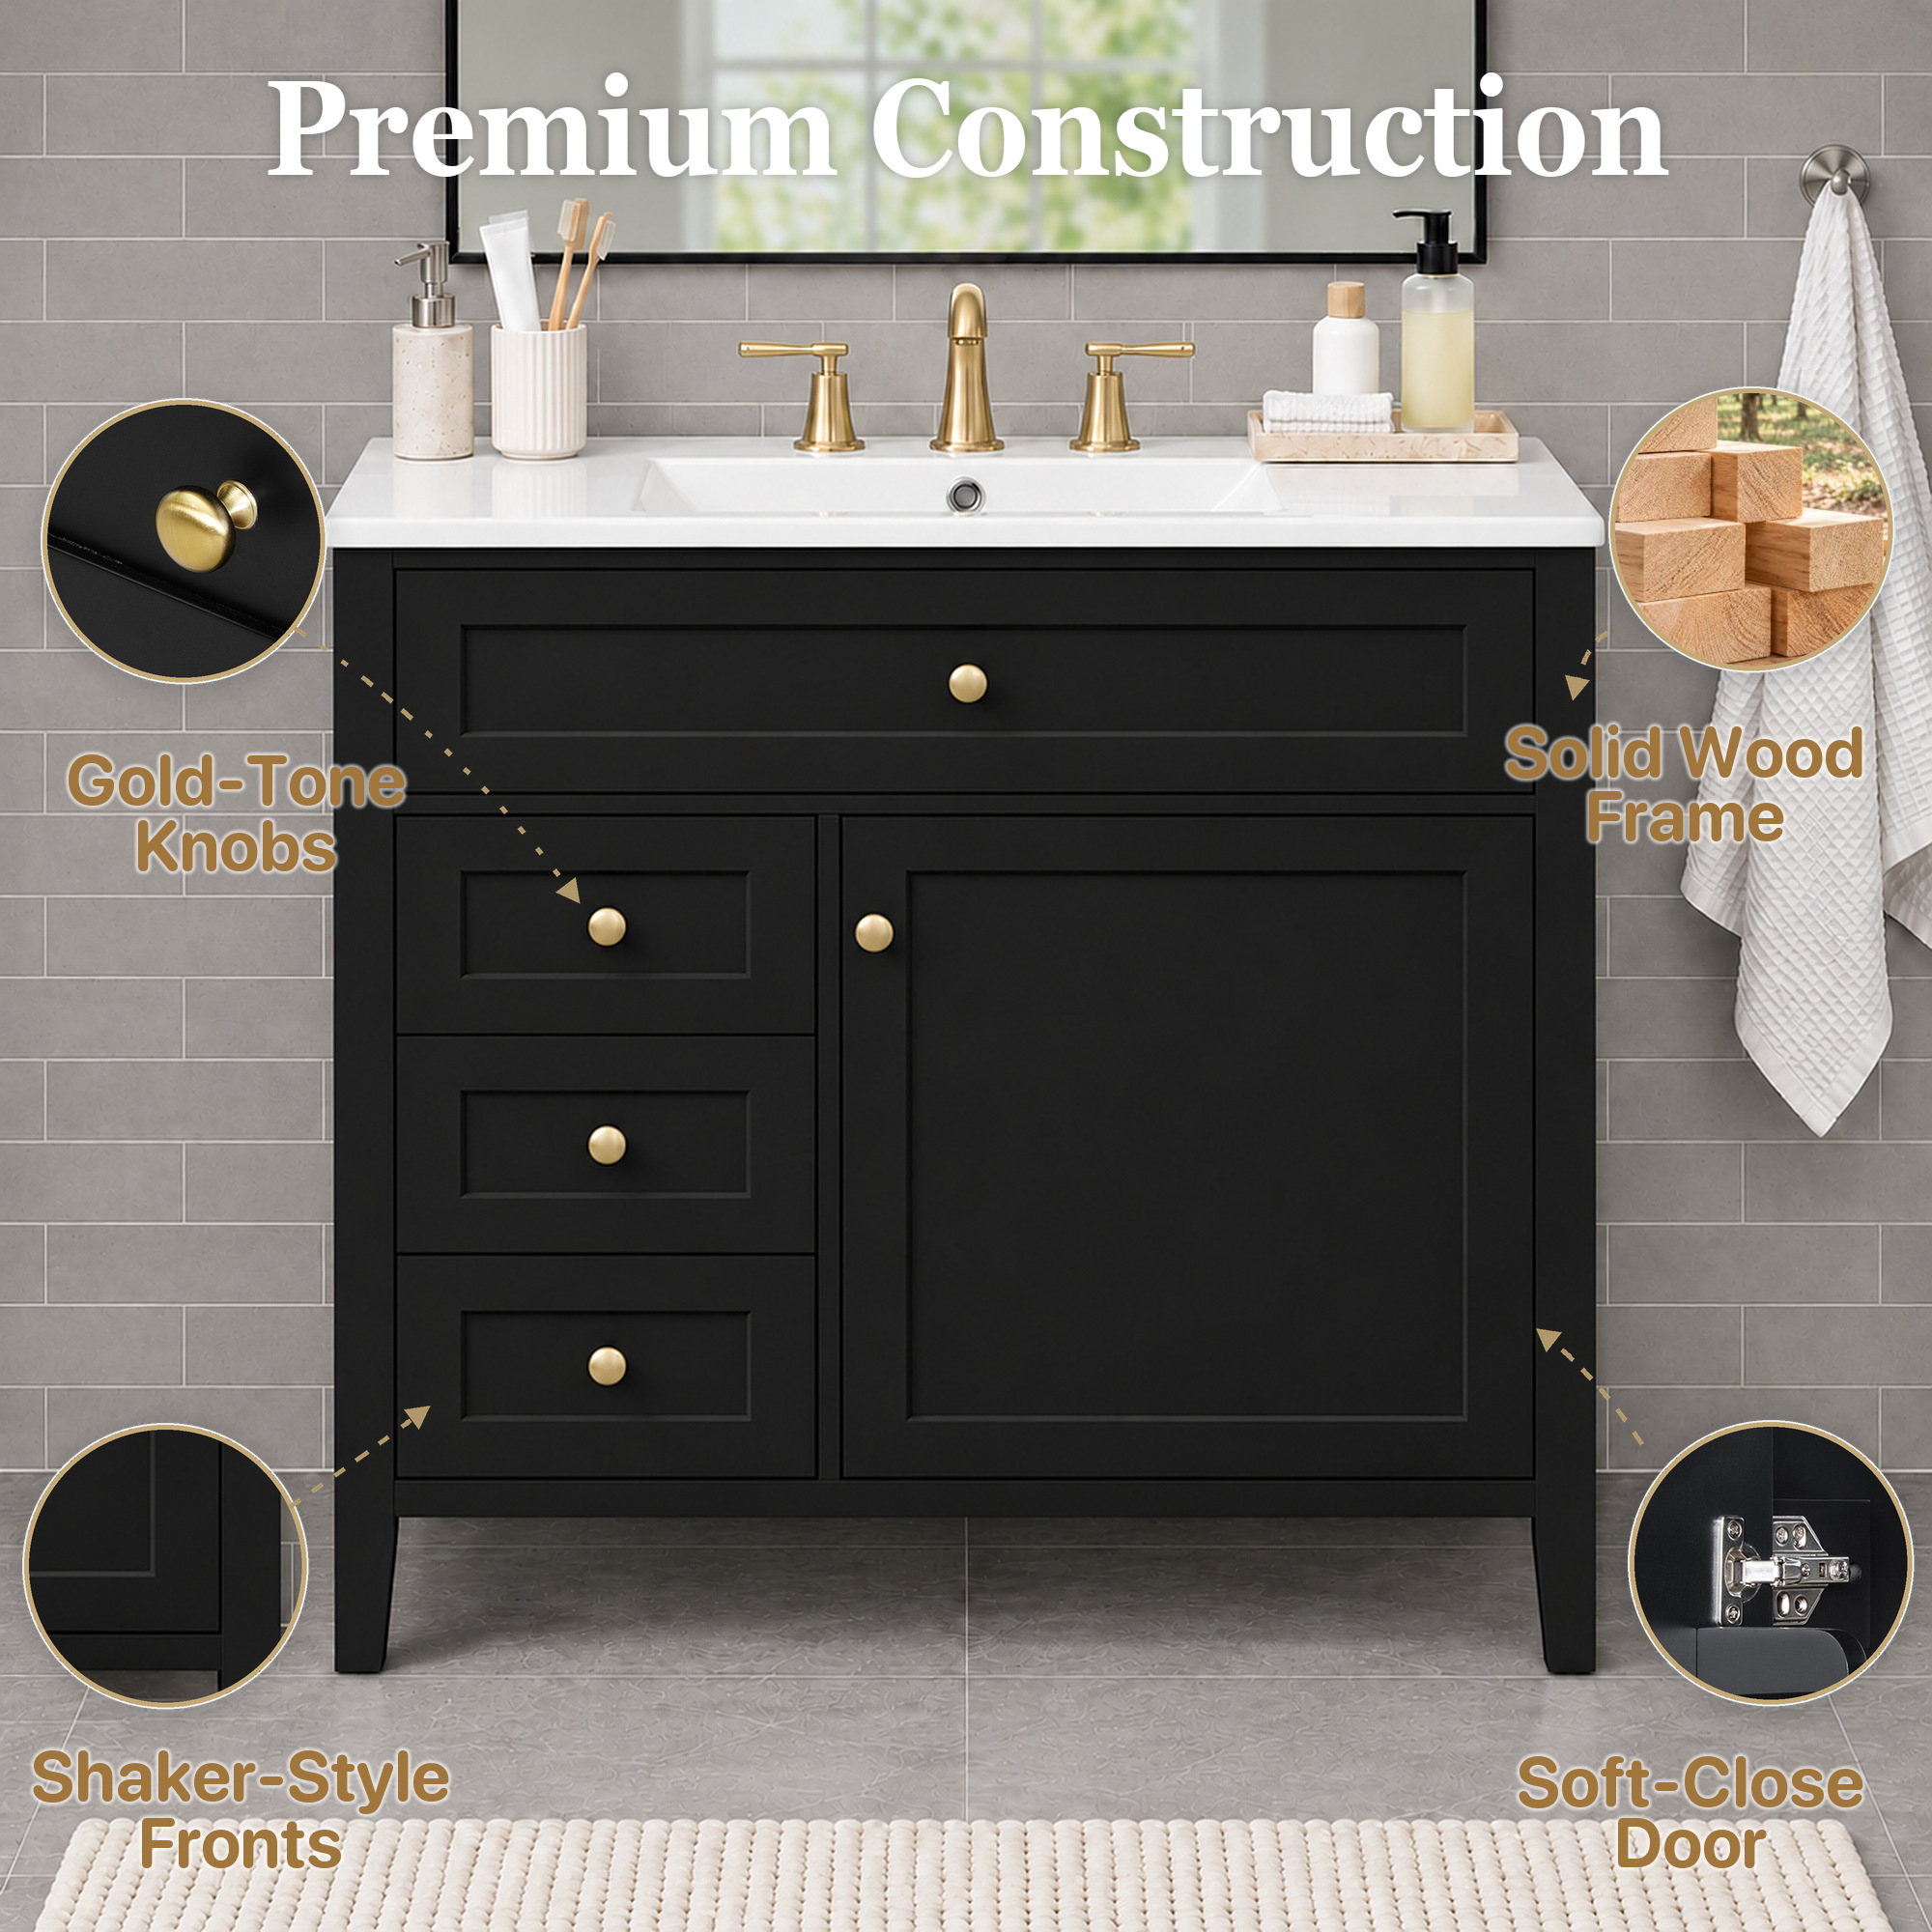 Premium Construction
Gold-Tone
Knobs
Solid Wood
Frame
Shaker-Style
Fronts
Soft-Close
Door